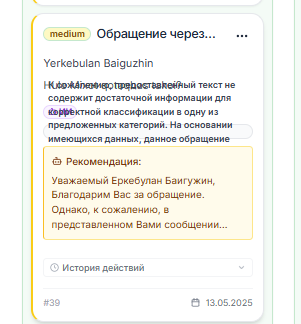 medium
Обращение через...
...
Yerkebulan Baiguzhin
К сожалению, предоставленный текст не
содержит достаточной информации для
корректной классификации в одну из
предложенных категорий. На основании
имеющихся данных, данное обращение
Рекомендация:
Уважаемый Еркебулан Баигужин,
Благодарим Вас за обращение.
Однако, к сожалению, в
представленном Вами сообщении...
История действий
#39
13.05.2025